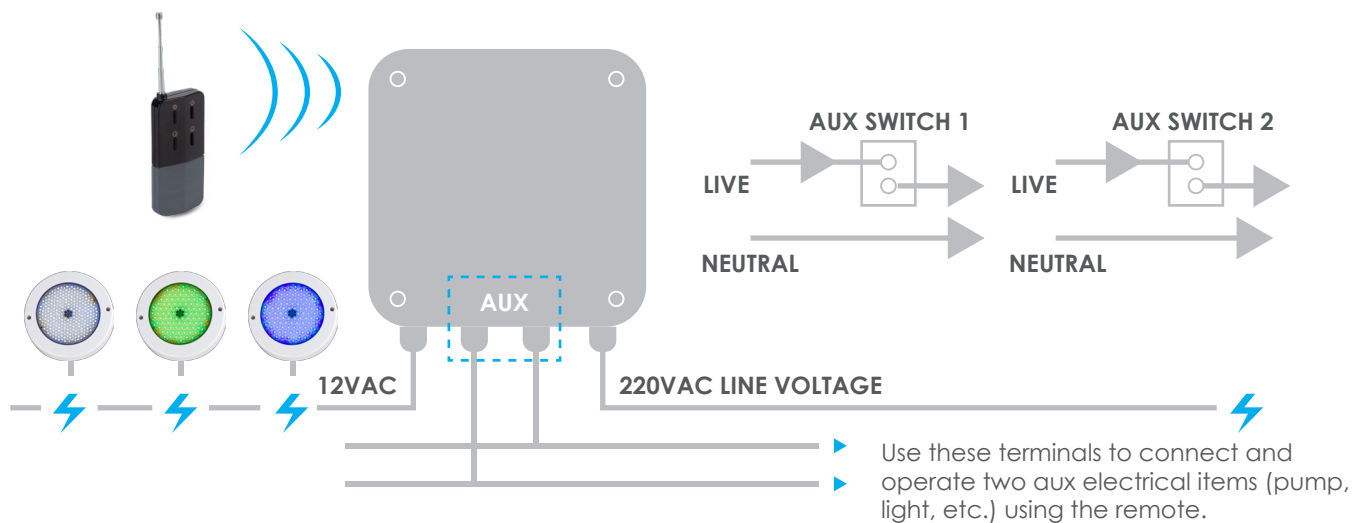 AUX SWITCH 1
AUX SWITCH 2
LIVE
LIVE
NEUTRAL
NEUTRAL
AUX
12VAC
220VAC LINE VOLTAGE
Use these terminals to connect and
operate two aux electrical items (pump,
light, etc.) using the remote.